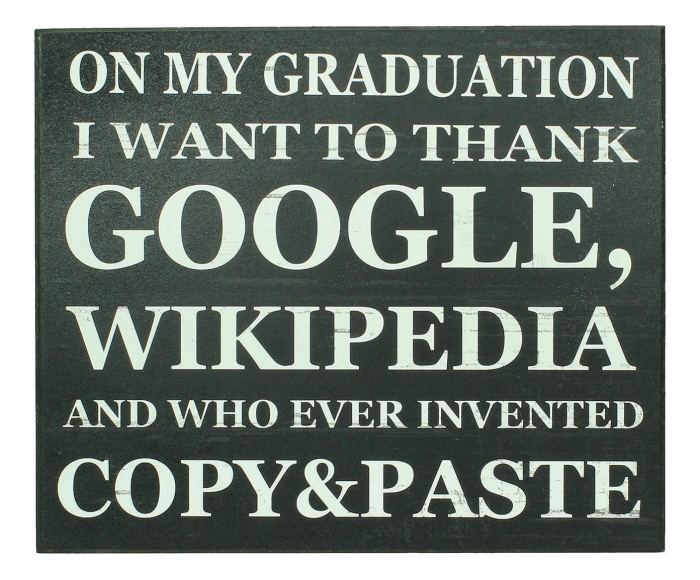 ON MY GRADUATION
I WANT TO THANK
GOOGLE,
WIKIPEDIA
AND WHO EVER INVENTED
COPY&PASTE